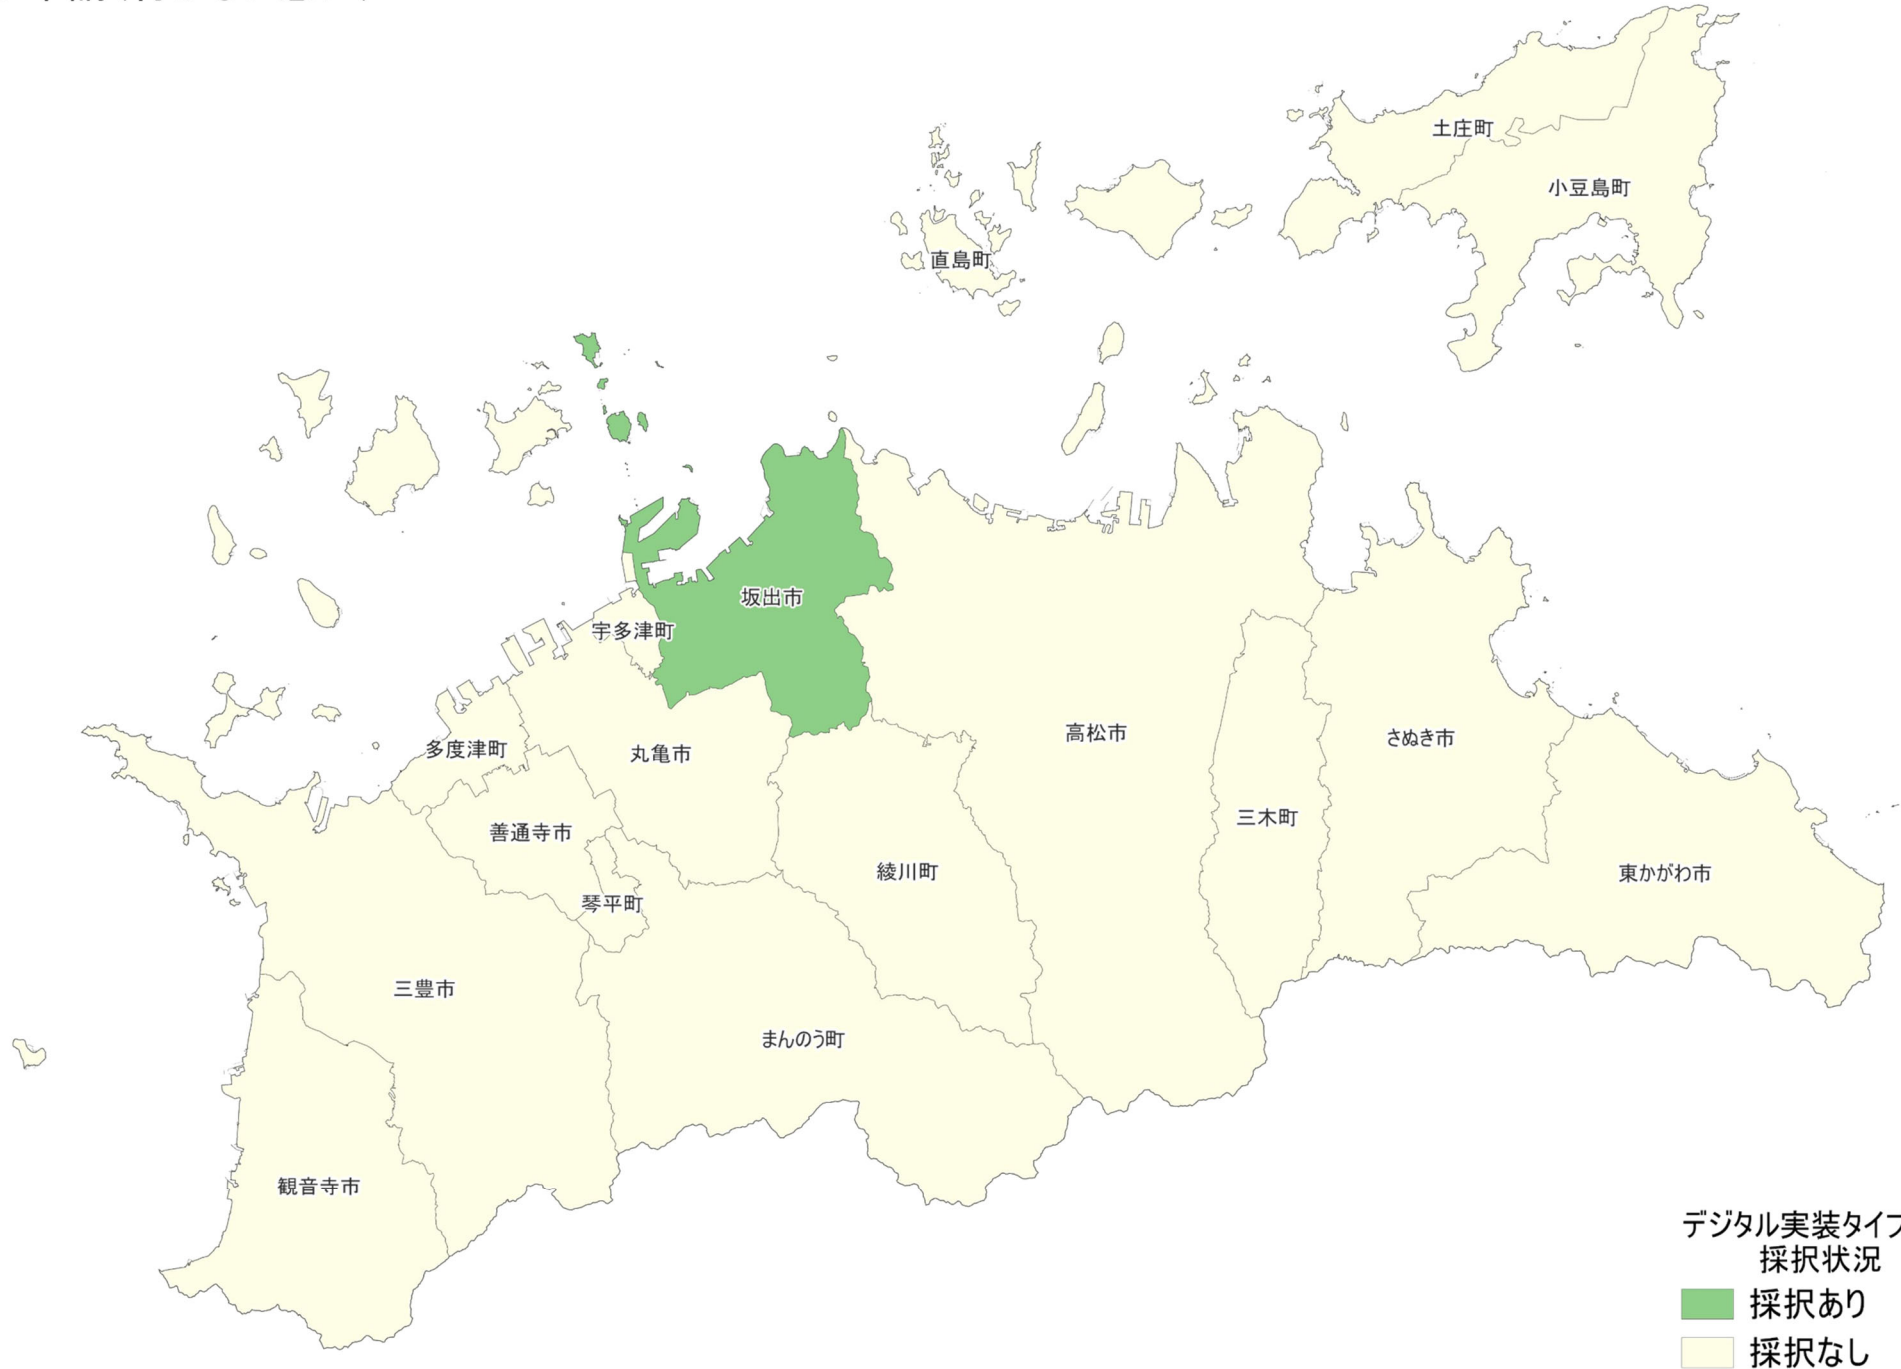 土庄町
小豆島町
直島町
坂出市
宇多津町
高松市
さぬき市
多度津町
丸亀市
三木町
善通寺市
綾川町
東かがわ市
琴平町
三豊市
まんのう町
観音寺市
デジタル実装タイプ
採択状況
採択あり
採択なし